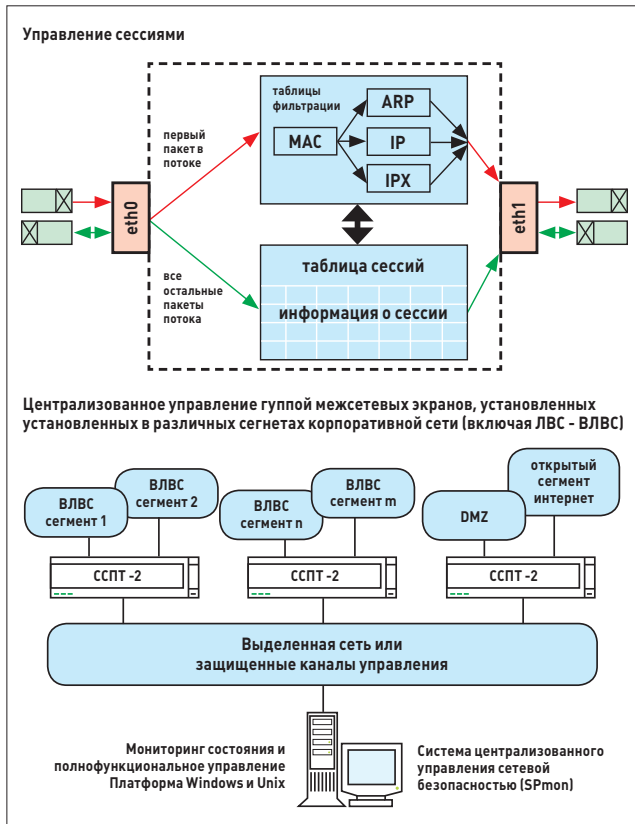 Управление сессиями
таблицы
фильтрации
ARP
MAC
IP
IPX
первый
пакет в
потоке
eth0
eth1
все
остальные
пакеты
потока
таблица сессий
информация о сессии
Централизованное управление гуппой межсетевых экранов, установленных
установленных в различных сегнетах корпоративной сети (включая ЛВС - ВЛВС)
ВЛВС
сегмент 1
ВЛВС
сегмент 2
ВЛВС
сегмент n
ВЛВС
сегмент m
DMZ
открытый
сегмент
интернет
ССПТ -2
ССПТ -2
ССПТ -2
Выделенная сеть или
защищенные каналы управления
Мониторинг состояния и
полнофункциональное управление
Платформа Windows и Unix
Система централизованного
управления сетевой
безопасностью (SPmon)